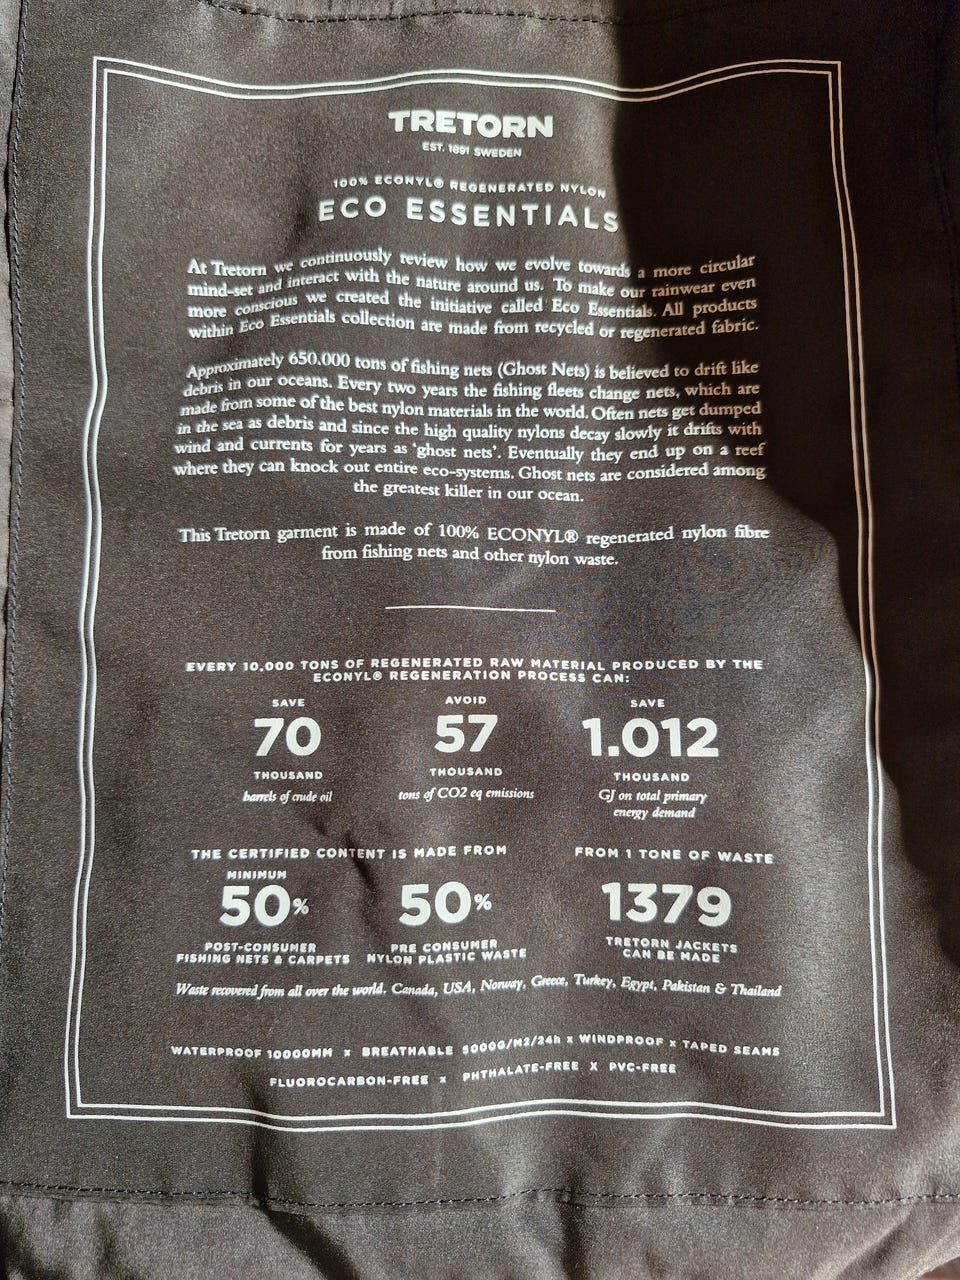 TRETORN
EST. 1891 SWEDEN
100% ECONYL® REGENERATED NYLON
ECO ESSENTIALS
At Tretorn we continuously review how we evolve towards a more circular
mind-set and interact with the nature around us. To make our rainwear even
more conscious we created the initiative called Eco Essentials. All products
within Eco Essentials collection are made from recycled or regenerated fabric.
Approximately 650.000 tons of fishing nets (Ghost Nets) is believed to drift like
debris in our oceans. Every two years the fishing fleets change nets, which are
made from some of the best nylon materials in the world. Often nets get dumped
in the sea as debris and since the high quality nylons decay slowly it drifts with
wind and currents for years as ‘ghost nets’. Eventually they end up on a reef
where they can knock out entire eco-systems. Ghost nets are considered among
the greatest killer in our ocean.
This Tretorn garment is made of 100% ECONYL® regenerated nylon fibre
from fishing nets and other nylon waste.
EVERY 10,000 TONS OF REGENERATED RAW MATERIAL PRODUCED BY THE
ECONYL® REGENERATION PROCESS CAN:
SAVE AVOID SAVE
70 57 1.012
THOUSAND THOUSAND THOUSAND
barrels of crude oil tons of CO2 eq emissions GJ on total primary
energy demand
THE CERTIFIED CONTENT IS MADE FROM FROM 1 TONE OF WASTE
MINIMUM
50% 50% 1379
POST-CONSUMER PRE CONSUMER TRETORN JACKETS
FISHING NETS & CARPETS NYLON PLASTIC WASTE CAN BE MADE
Waste recovered from all over the world. Canada, USA, Norway, Greece, Turkey, Egypt, Pakistan & Thailand
WATERPROOF 10000MM x BREATHABLE 5000G/M2/24h x WINDPROOF x TAPED SEAMS
FLUOROCARBON-FREE x PHTHALATE-FREE X PVC-FREE